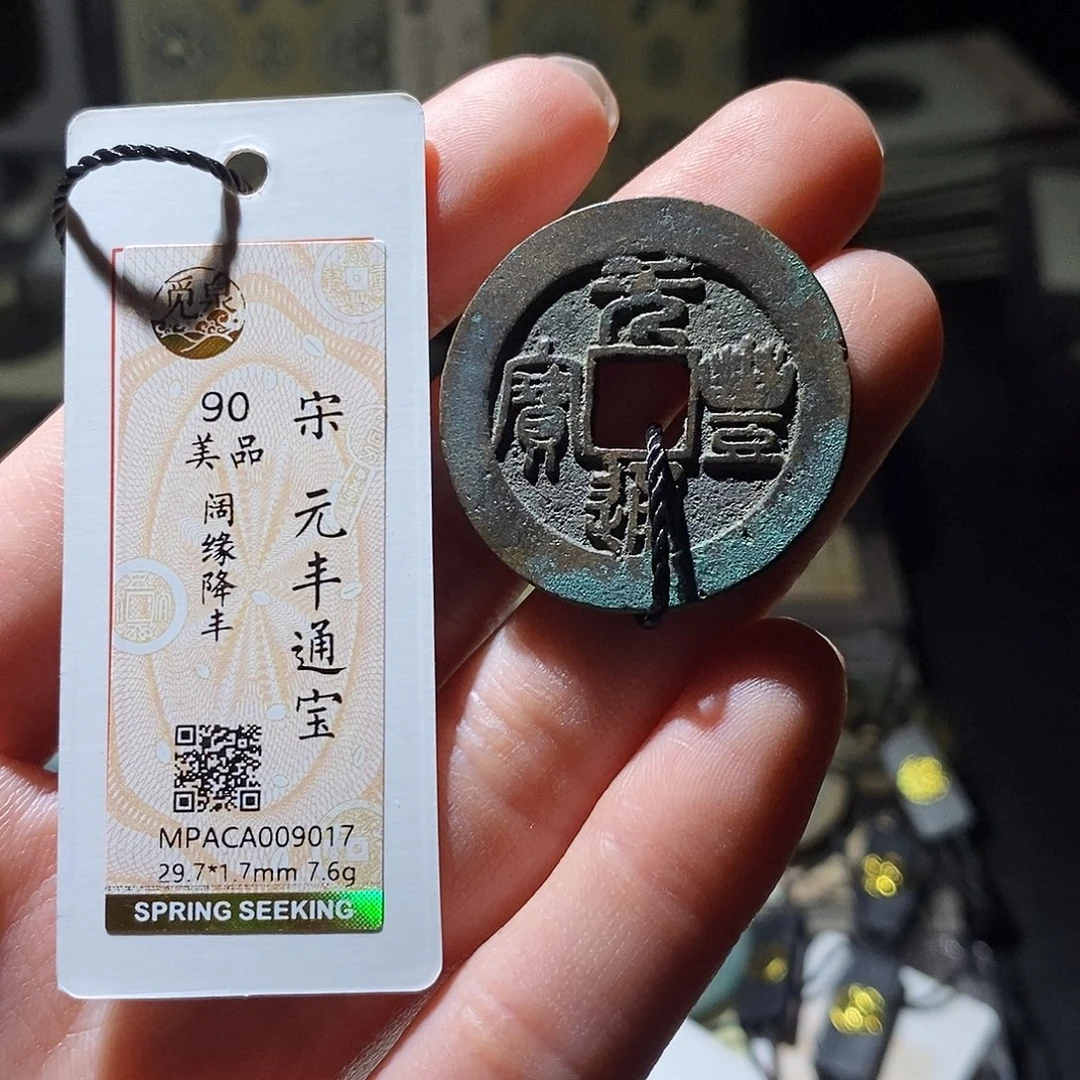 觅泉
宋 元丰通宝
90
美品
阔缘降丰
MPACA009017
29.7*1.7mm 7.6g
SPRING SEEKING
元豐通寶